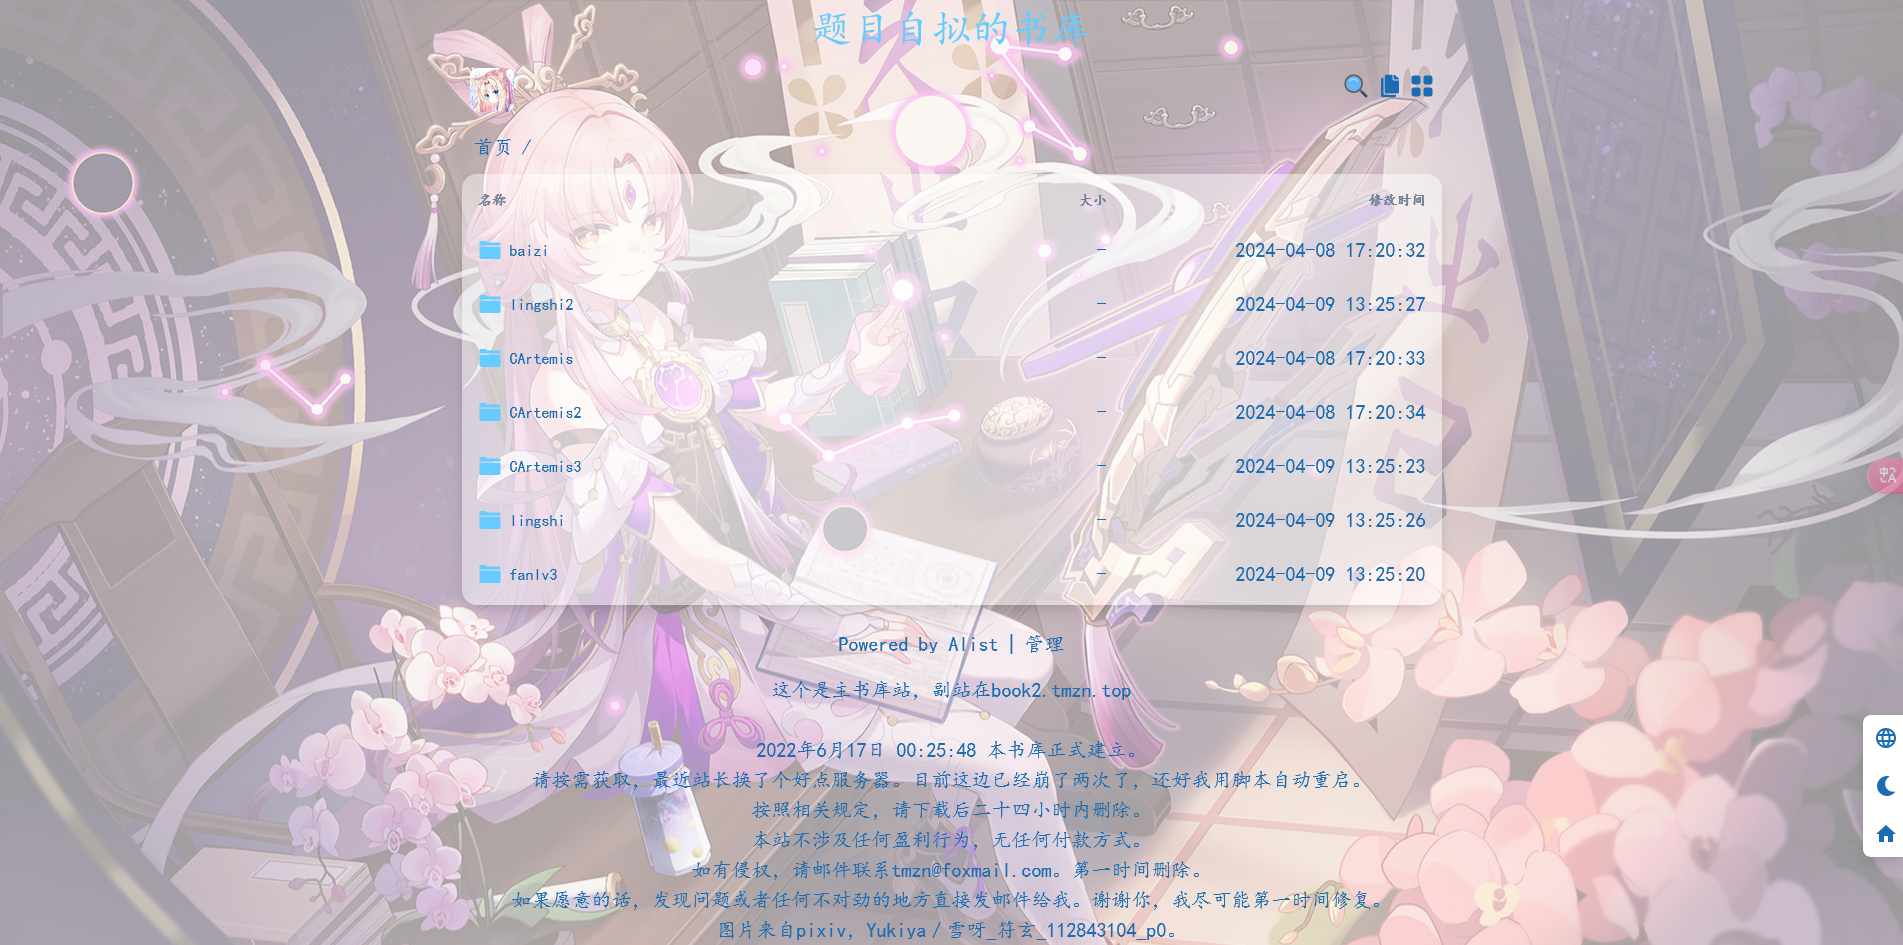 题目自拟的书库
首页 /
名称 大小 修改时间
baizi - 2024-04-08 17:20:32
lingshi2 - 2024-04-09 13:25:27
CArtemis - 2024-04-08 17:20:33
CArtemis2 - 2024-04-08 17:20:34
CArtemis3 - 2024-04-09 13:25:23
lingshi - 2024-04-09 13:25:26
fanlv3 - 2024-04-09 13:25:20
Powered by Alist | 管理
这个是主书库站，副站在book2.tmzn.top
2022年6月17日 00:25:48 本书库正式建立。
请按需获取，最近站长换了个好点服务器。目前这边已经崩了两次了，还好我用脚本自动重启。
按照相关规定，请下载后二十四小时内删除。
本站不涉及任何盈利行为，无任何付款方式。
如有侵权，请邮件联系tmzn@foxmail.com。第一时间删除。
如果愿意的话，发现问题或者任何不对劲的地方直接发邮件给我。谢谢你，我尽可能第一时间修复。
图片来自pixiv，Yukiya / 雪呀_符玄_112843104_p0。